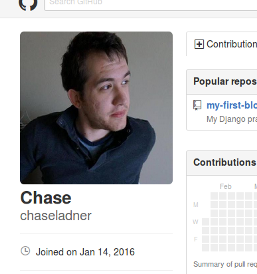 Search GitHub
Contribution
Popular repos
my-first-blo
My Django pra
Contributions
Feb
M
W
F
Chase
chaseladner
Joined on Jan 14, 2016
Summary of pull req